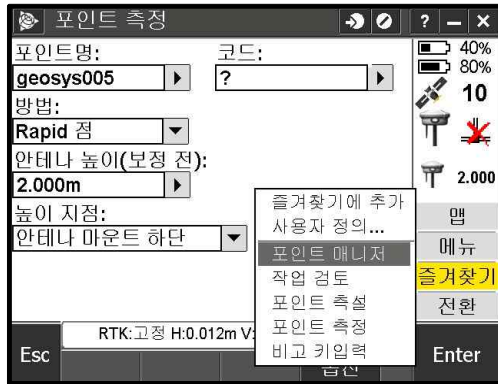 포인트 측정
? – ×
포인트명:
코드:
geosys005
?
방법:
Rapid 점
안테나 높이(보정 전):
2.000m
높이 지점:
안테나 마운트 하단
40%
80%
10
2.000
즐겨찾기에 추가
사용자 정의...
포인트 매니저
작업 검토
포인트 측설
포인트 측정
비고 키입력
맵
메뉴
즐겨찾기
전환
RTK:고정 H:0.012m V:
Esc
옵션
Enter